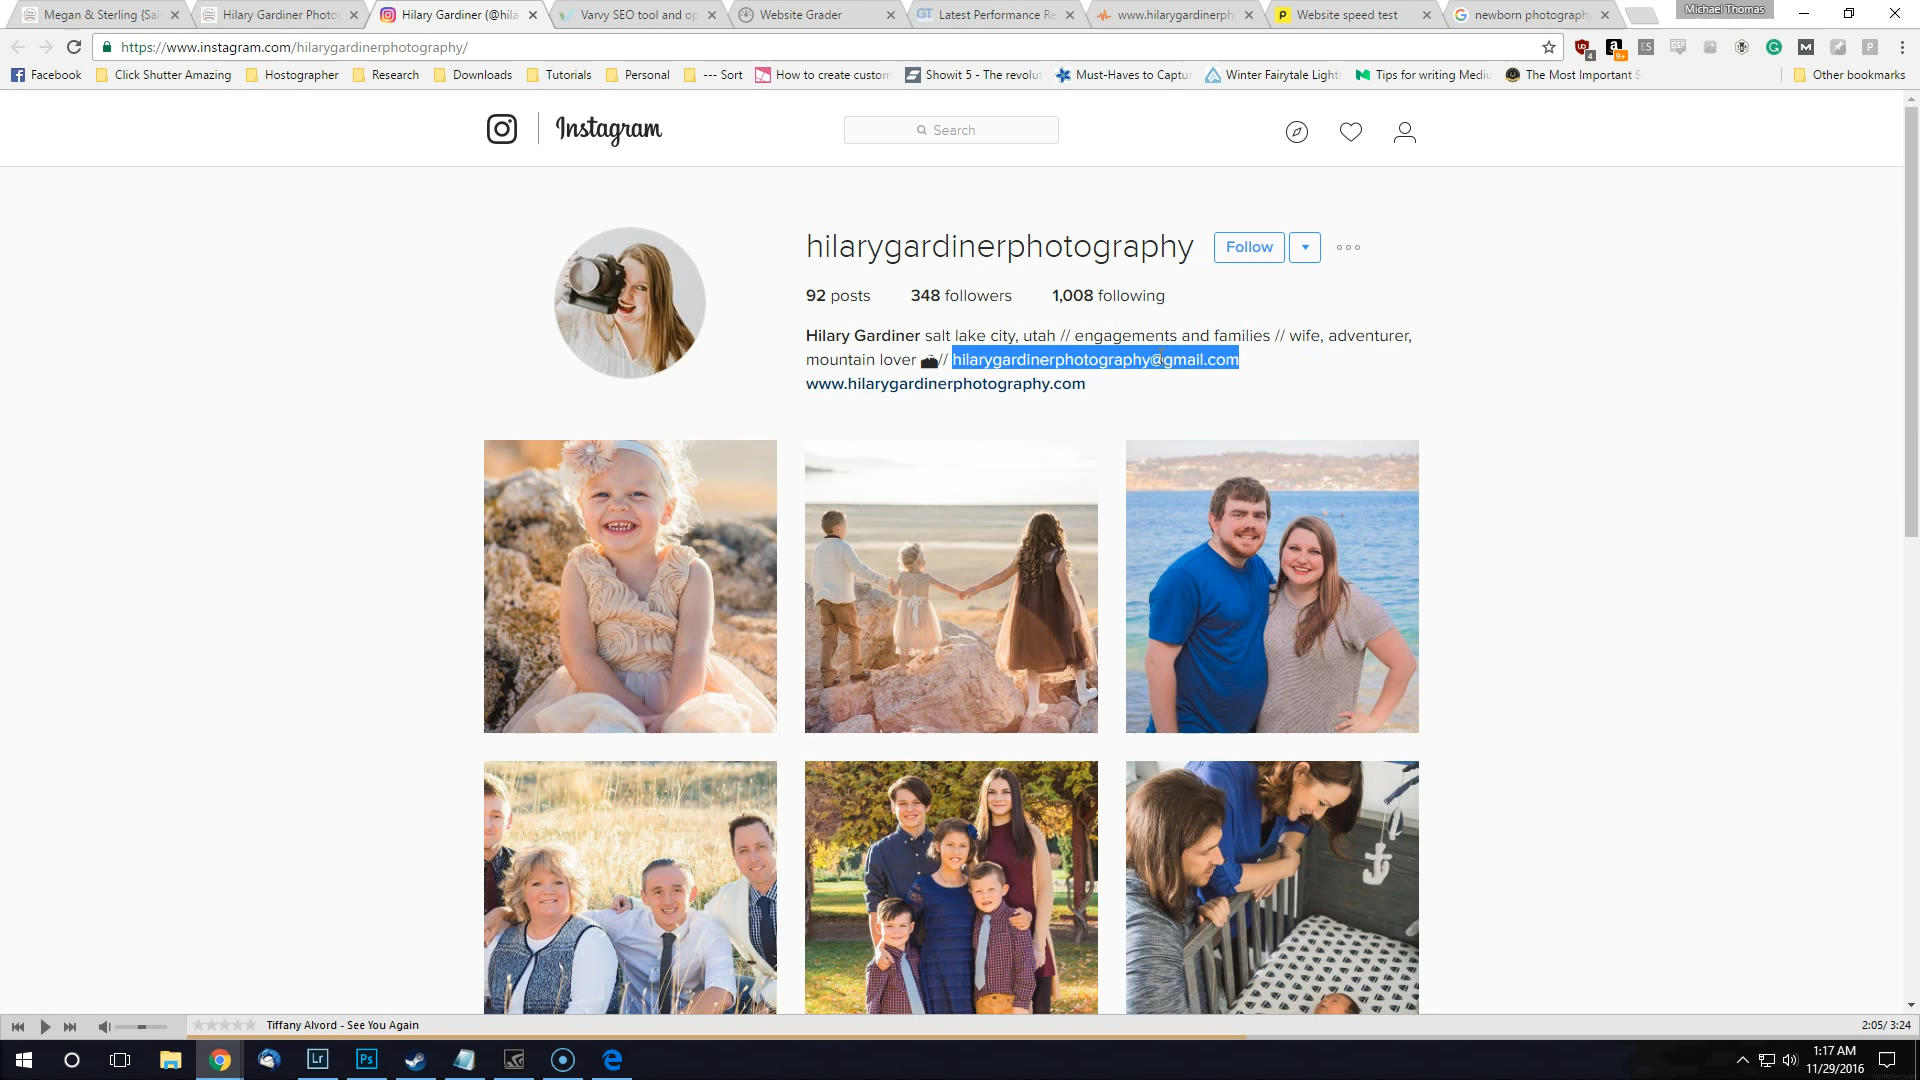 Megan & Sterling {Sal
Hilary Gardiner Photo
Hilary Gardiner (@hila
Varvy SEO tool and op
Website Grader
Latest Performance Re
www.hilarygardinerph
Website speed test
newborn photography
Michael Thomas
https://www.instagram.com/hilarygardinerphotography/
Facebook
Click Shutter Amazing
Hostographer
Research
Downloads
Tutorials
Personal
--- Sort
How to create custom
Showit 5 - The revolut
Must-Haves to Captu
Winter Fairytale Light
Tips for writing Mediu
The Most Important S
Other bookmarks
Instagram
Search
hilarygardinerphotography
Follow
92 posts 348 followers 1,008 following
Hilary Gardiner salt lake city, utah // engagements and families // wife, adventurer,
mountain lover // hilarygardinerphotography@gmail.com
www.hilarygardinerphotography.com
Tiffany Alvord - See You Again
2:05/ 3:24
Lr
Ps
1:17 AM
11/29/2016